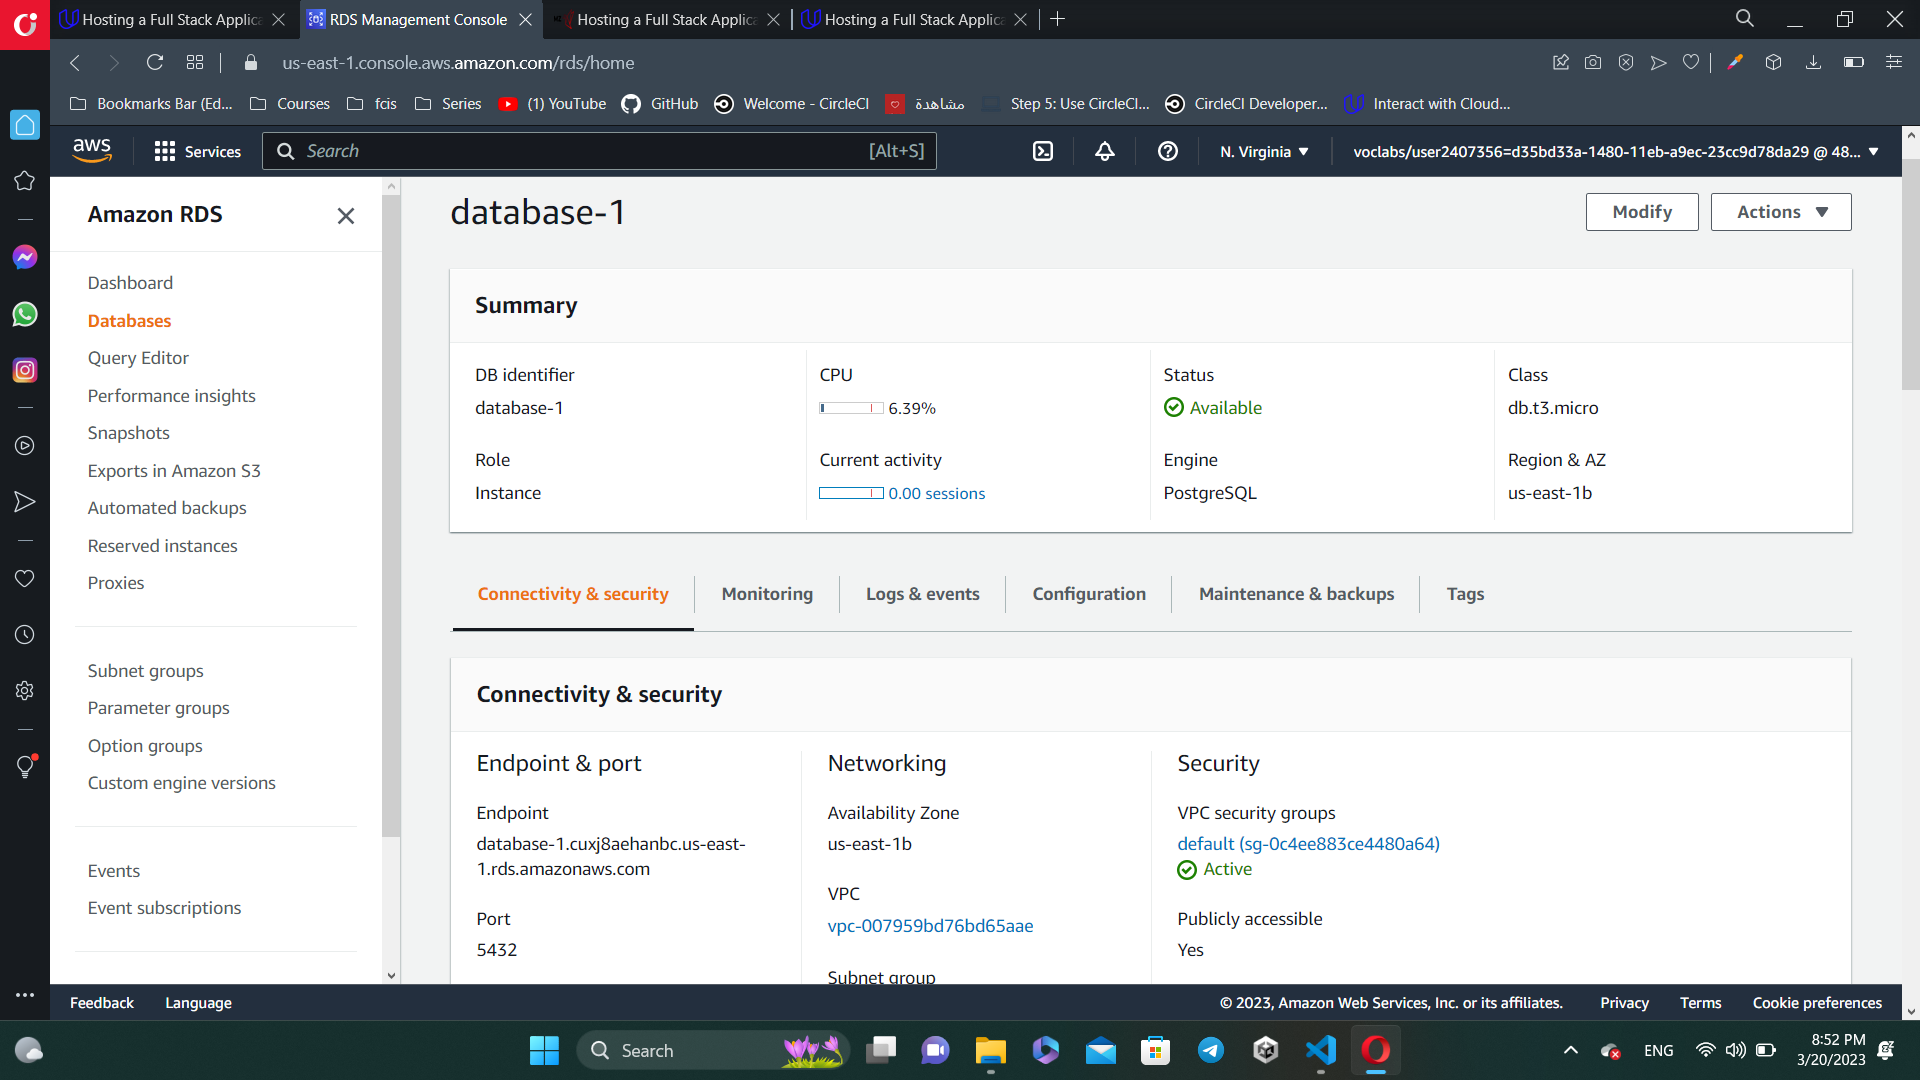 Hosting a Full Stack Applica
RDS Management Console
Hosting a Full Stack Applica
Hosting a Full Stack Applica
us-east-1.console.aws.amazon.com/rds/home
Bookmarks Bar (Ed...
Courses
fcis
Series
(1) YouTube
GitHub
Welcome - CircleCI
مشاهدة
Step 5: Use CircleCI...
CircleCI Developer...
Interact with Cloud...
aws
Services
Search
[Alt+S]
N. Virginia
voclabs/user2407356=d35bd33a-1480-11eb-a9ec-23cc9d78da29 @ 48...
Amazon RDS
Dashboard
Databases
Query Editor
Performance insights
Snapshots
Exports in Amazon S3
Automated backups
Reserved instances
Proxies
Subnet groups
Parameter groups
Option groups
Custom engine versions
Events
Event subscriptions
database-1
Modify
Actions
Summary
DB identifier
database-1
CPU
6.39%
Status
Available
Class
db.t3.micro
Role
Instance
Current activity
0.00 sessions
Engine
PostgreSQL
Region & AZ
us-east-1b
Connectivity & security
Monitoring
Logs & events
Configuration
Maintenance & backups
Tags
Connectivity & security
Endpoint & port
Endpoint
database-1.cuxj8aehanbc.us-east-
1.rds.amazonaws.com
Port
5432
Networking
Availability Zone
us-east-1b
VPC
vpc-007959bd76bd65aae
Subnet group
Security
VPC security groups
default (sg-0c4ee883ce4480a64)
Active
Publicly accessible
Yes
Feedback
Language
© 2023, Amazon Web Services, Inc. or its affiliates.
Privacy
Terms
Cookie preferences
Search
ENG
8:52 PM
3/20/2023